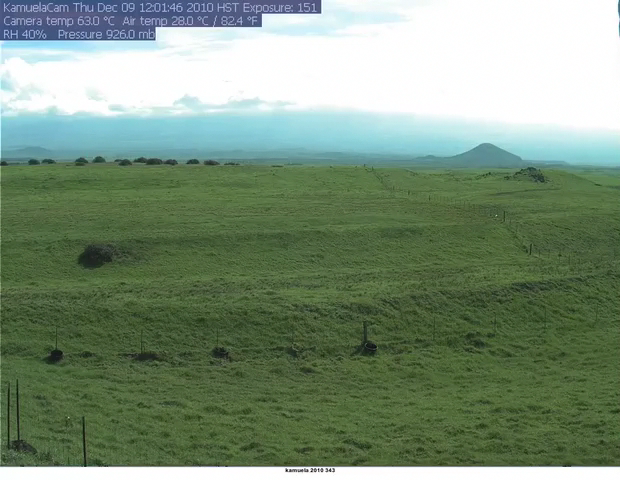 KamuelaCam Thu Dec 09 12:01:46 2010 HST Exposure: 151
Camera temp 63.0 °C Air temp 28.0 °C / 82.4 °F
RH 40% Pressure 926.0 mb
kamuela 2010 343